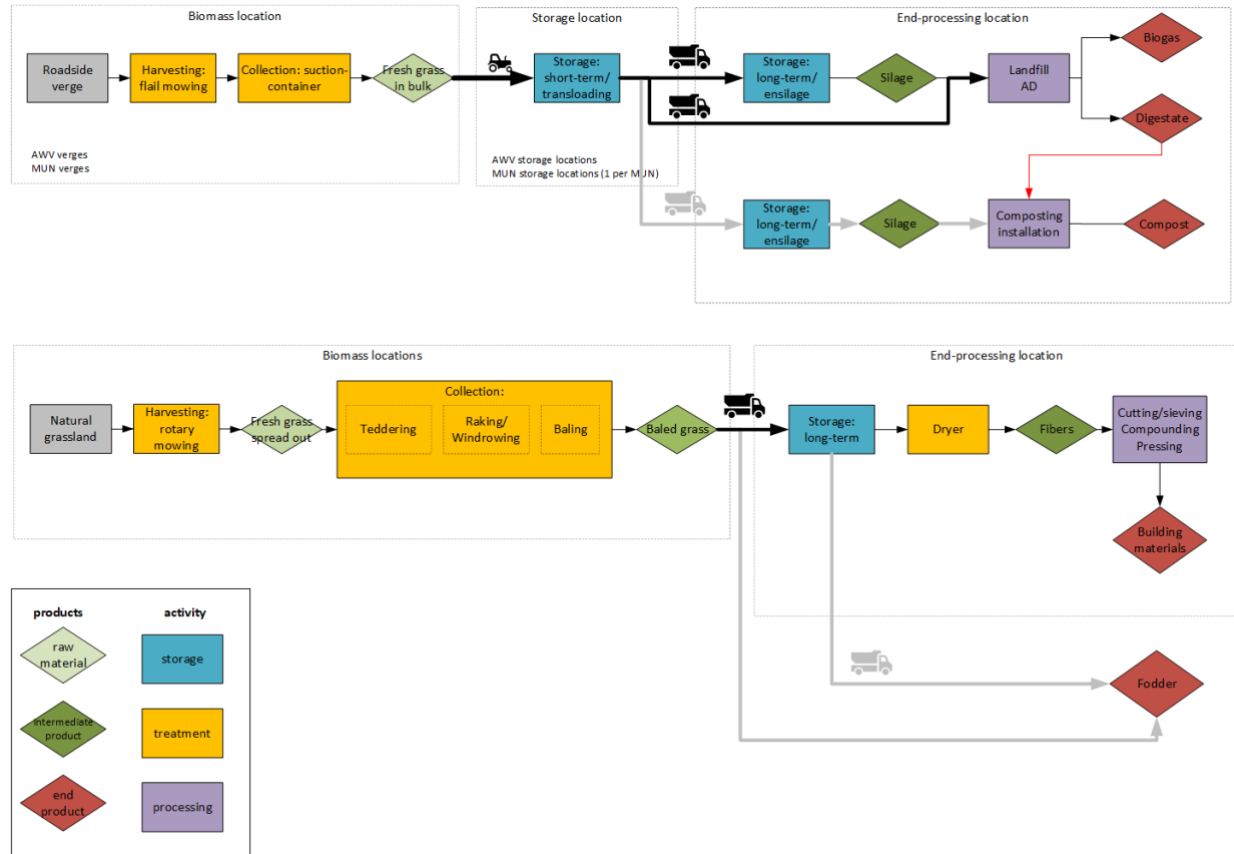 Biomass location
Storage location
End-processing location
Roadside
verge
Harvesting:
flail mowing
Collection: suction-
container
Fresh grass
in bulk
Storage:
short-term/
transloading
Storage:
long-term/
ensilage
Silage
Landfill
AD
Biogas
Digestate
AWV verges
MUN verges
AWV storage locations
MUN storage locations (1 per MUN)
Storage:
long-term/
ensilage
Silage
Composting
installation
Compost
Biomass locations
End-processing location
Natural
grassland
Harvesting:
rotary
mowing
Fresh grass
spread out
Collection:
Teddering
Raking/
Windrowing
Baling
Baled grass
Storage:
long-term
Dryer
Fibers
Cutting/sieving
Compounding
Pressing
Building
materials
Fodder
products
activity
raw
material
storage
Intermediate
product
treatment
end
product
processing